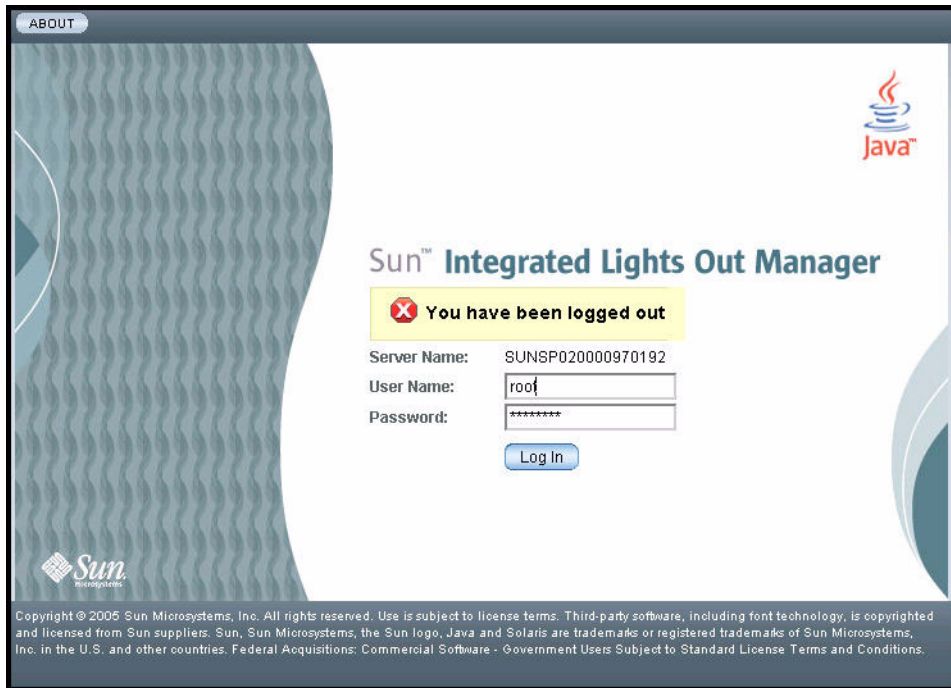 ABOUT
Java™
Sun™ Integrated Lights Out Manager
You have been logged out
Server Name: SUNSP020000970192
User Name: root
Password: ********
Log In
Sun
microsystems
Copyright © 2005 Sun Microsystems, Inc. All rights reserved. Use is subject to license terms. Third-party software, including font technology, is copyrighted
and licensed from Sun suppliers. Sun, Sun Microsystems, the Sun logo, Java and Solaris are trademarks or registered trademarks of Sun Microsystems,
Inc. in the U.S. and other countries. Federal Acquisitions: Commercial Software - Government Users Subject to Standard License Terms and Conditions.